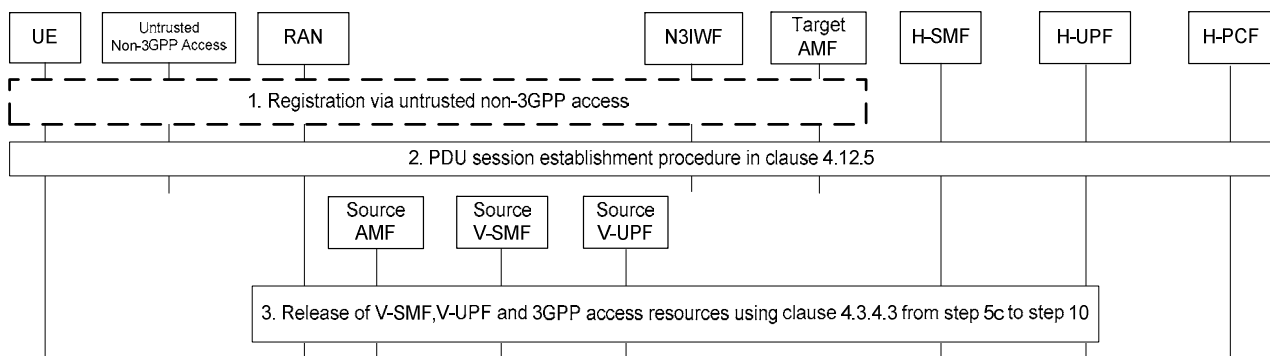 UE
Untrusted
Non-3GPP Access
RAN
N3IWF
Target
AMF
H-SMF
H-UPF
H-PCF
1. Registration via untrusted non-3GPP access
2. PDU session establishment procedure in clause 4.12.5
Source
AMF
Source
V-SMF
Source
V-UPF
3. Release of V-SMF,V-UPF and 3GPP access resources using clause 4.3.4.3 from step 5c to step 10